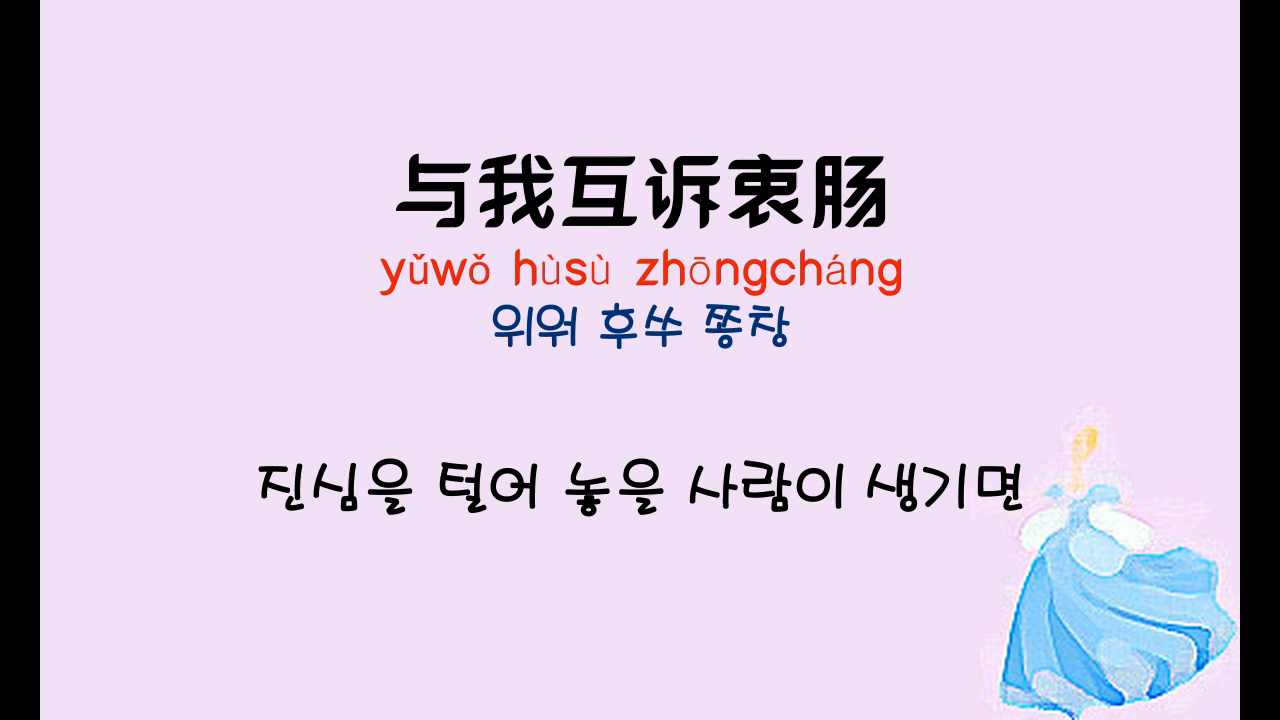 与我互诉衷肠
yǔwǒ hùsù zhōngcháng
위워 후쑤 쫑창
진심을 털어 놓을 사람이 생기면